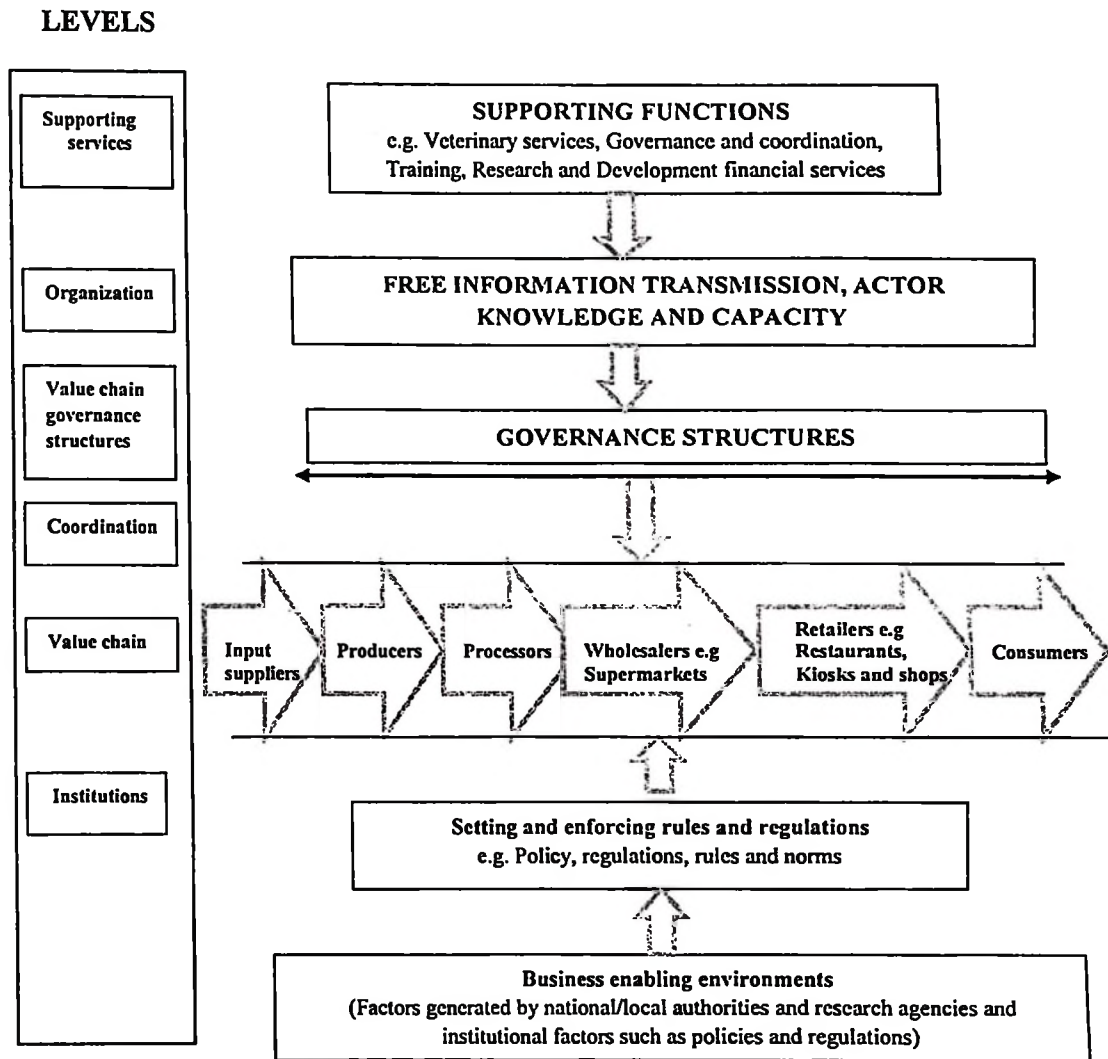 LEVELS
Supporting
services
Organization
Value chain
governance
structures
Coordination
Value chain
Institutions
SUPPORTING FUNCTIONS
e.g. Veterinary services, Governance and coordination,
Training, Research and Development financial services
FREE INFORMATION TRANSMISSION, ACTOR
KNOWLEDGE AND CAPACITY
GOVERNANCE STRUCTURES
Input
suppliers
Producers
Processors
Wholesalers e.g
Supermarkets
Retailers e.g
Restaurants,
Kiosks and shops
Consumers
Setting and enforcing rules and regulations
e.g. Policy, regulations, rules and norms
Business enabling environments
(Factors generated by national/local authorities and research agencies and
institutional factors such as policies and regulations)